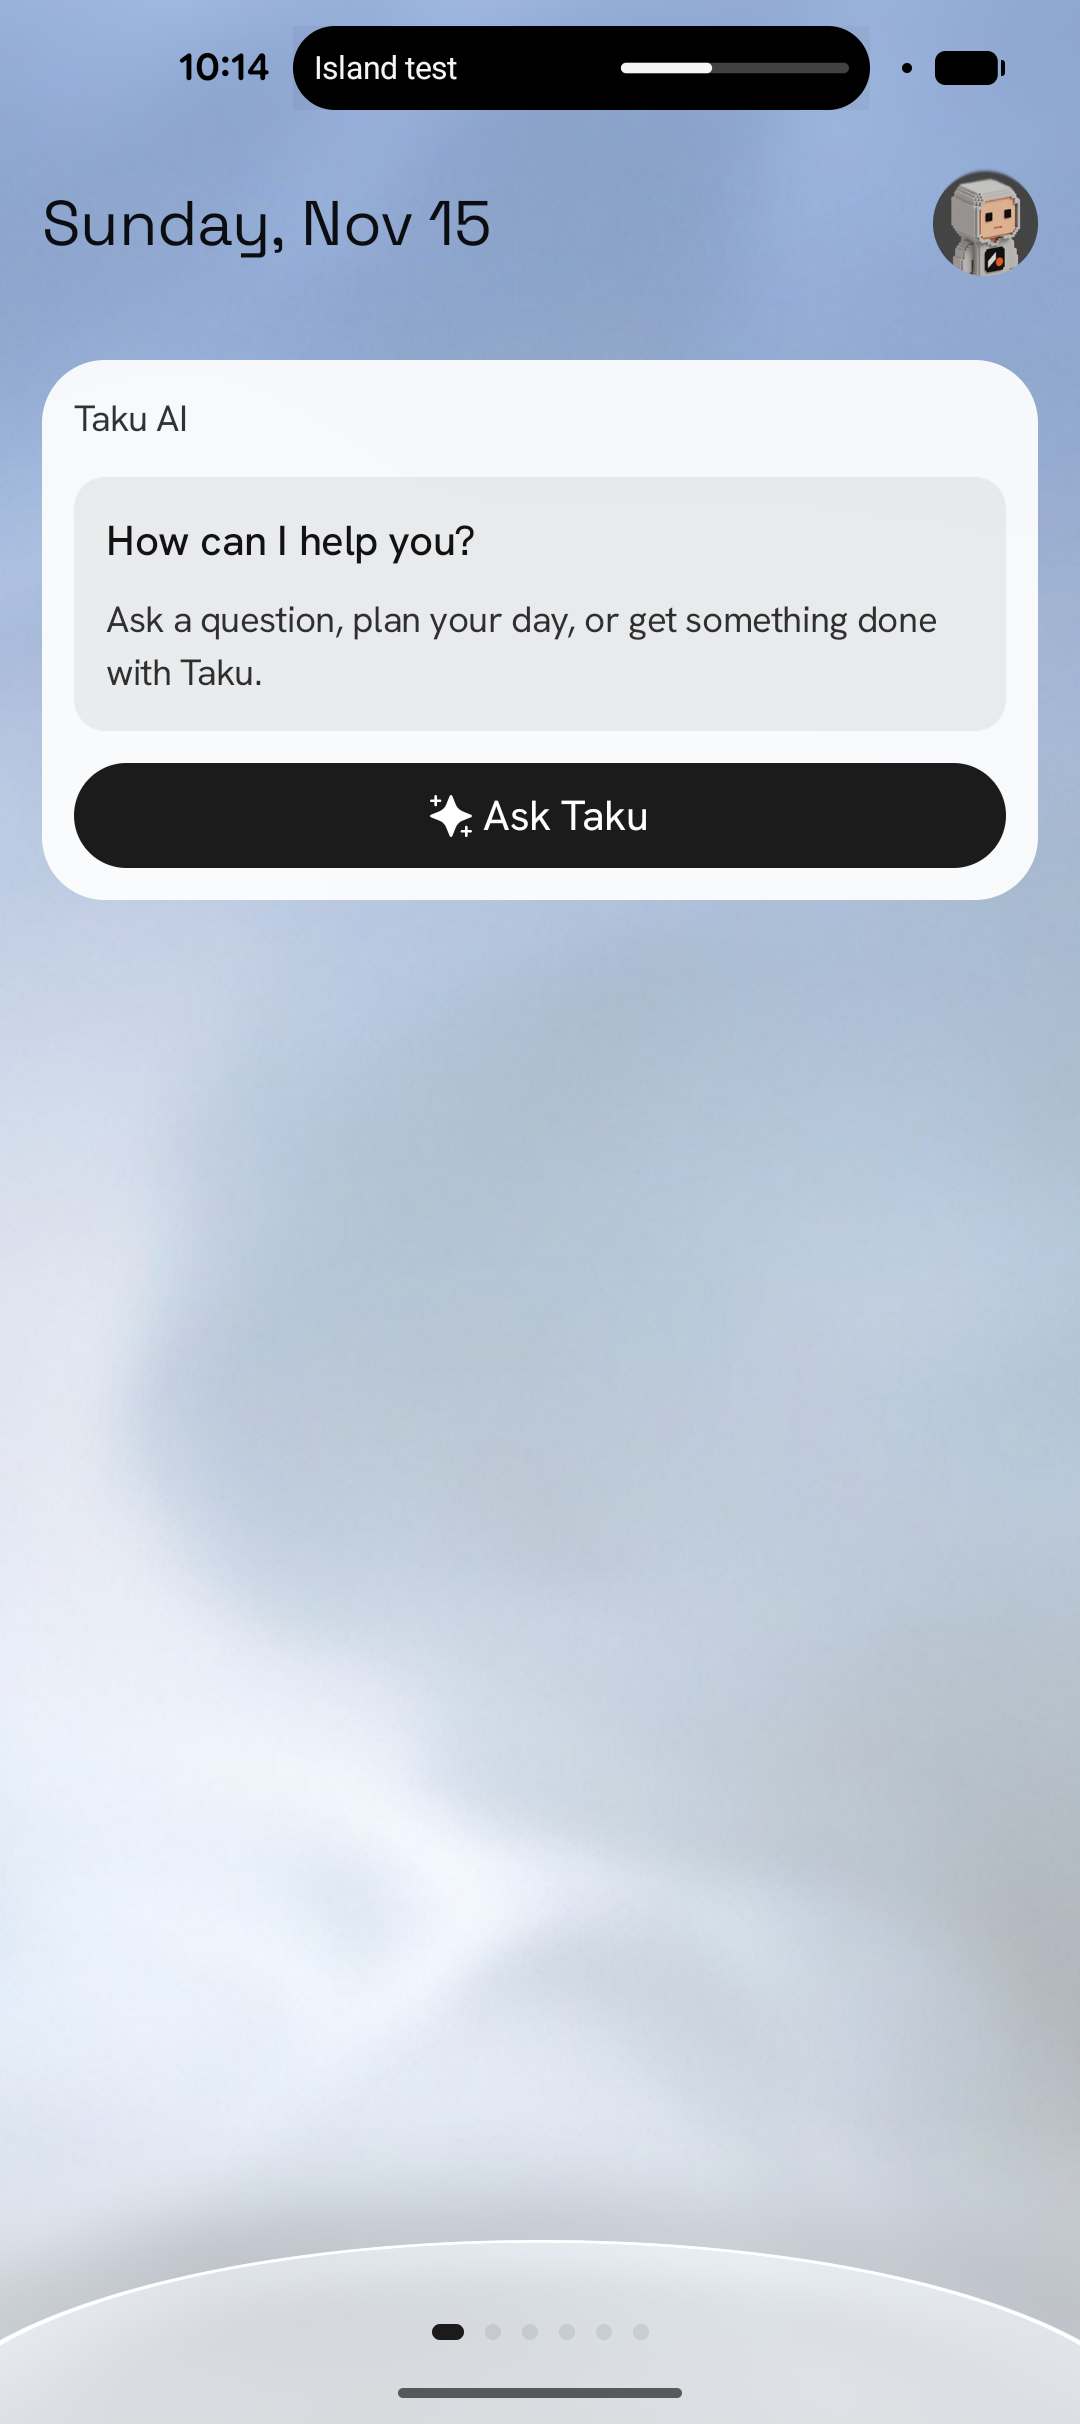 10:14
Island test
Sunday, Nov 15
Taku AI
How can I help you?
Ask a question, plan your day, or get something done
with Taku.
Ask Taku